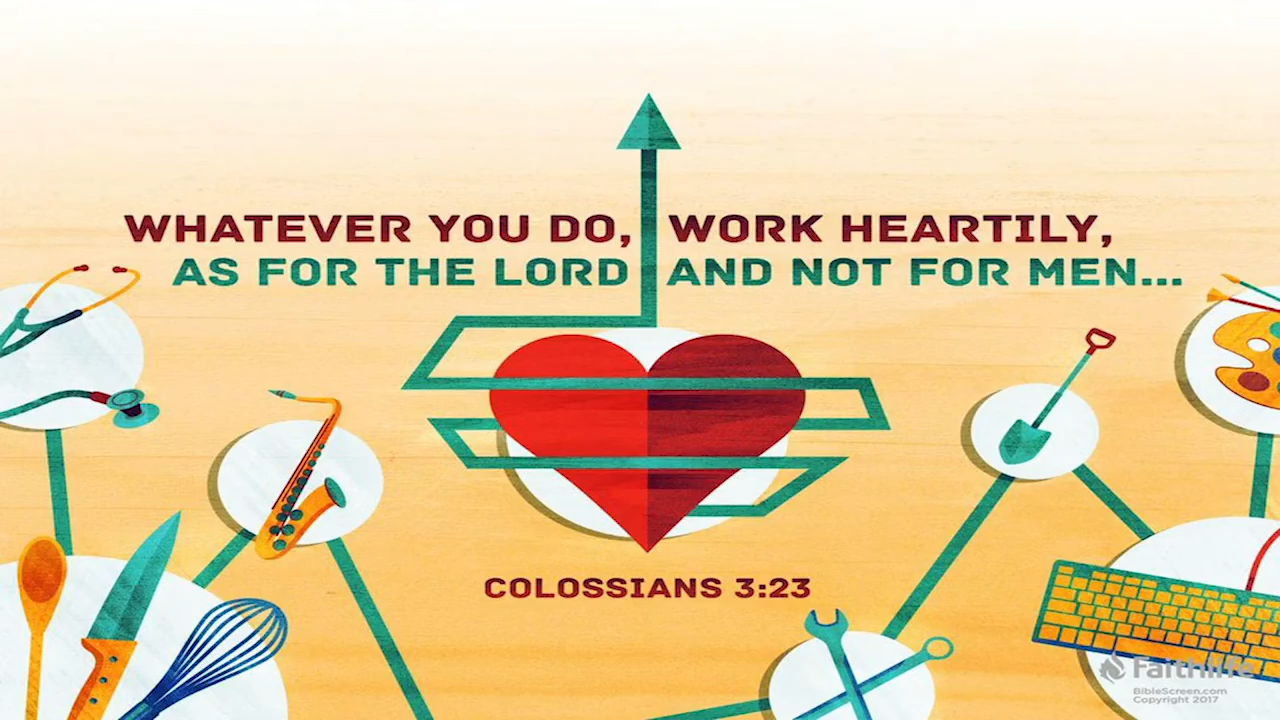 WHATEVER YOU DO, WORK HEARTILY,
AS FOR THE LORD AND NOT FOR MEN...
COLOSSIANS 3:23
Faithlife
BibleScreen.com
Copyright 2017